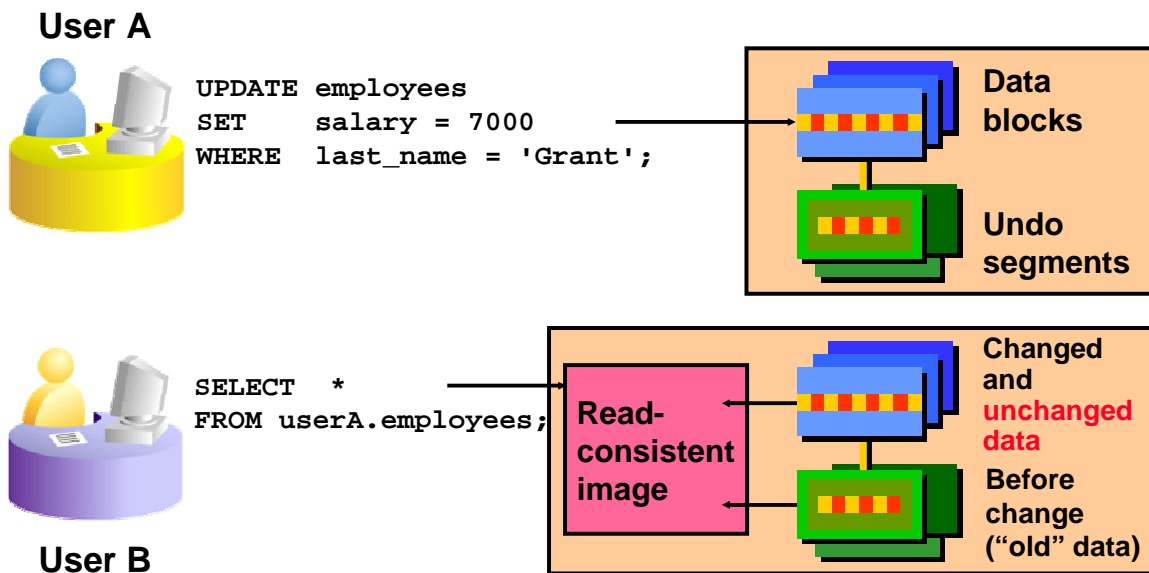 User A
UPDATE employees
SET salary = 7000
WHERE last_name = 'Grant';
Data
blocks
Undo
segments
SELECT *
FROM userA.employees;
User B
Read-
consistent
image
Changed
and
unchanged
data
Before
change
(“old” data)